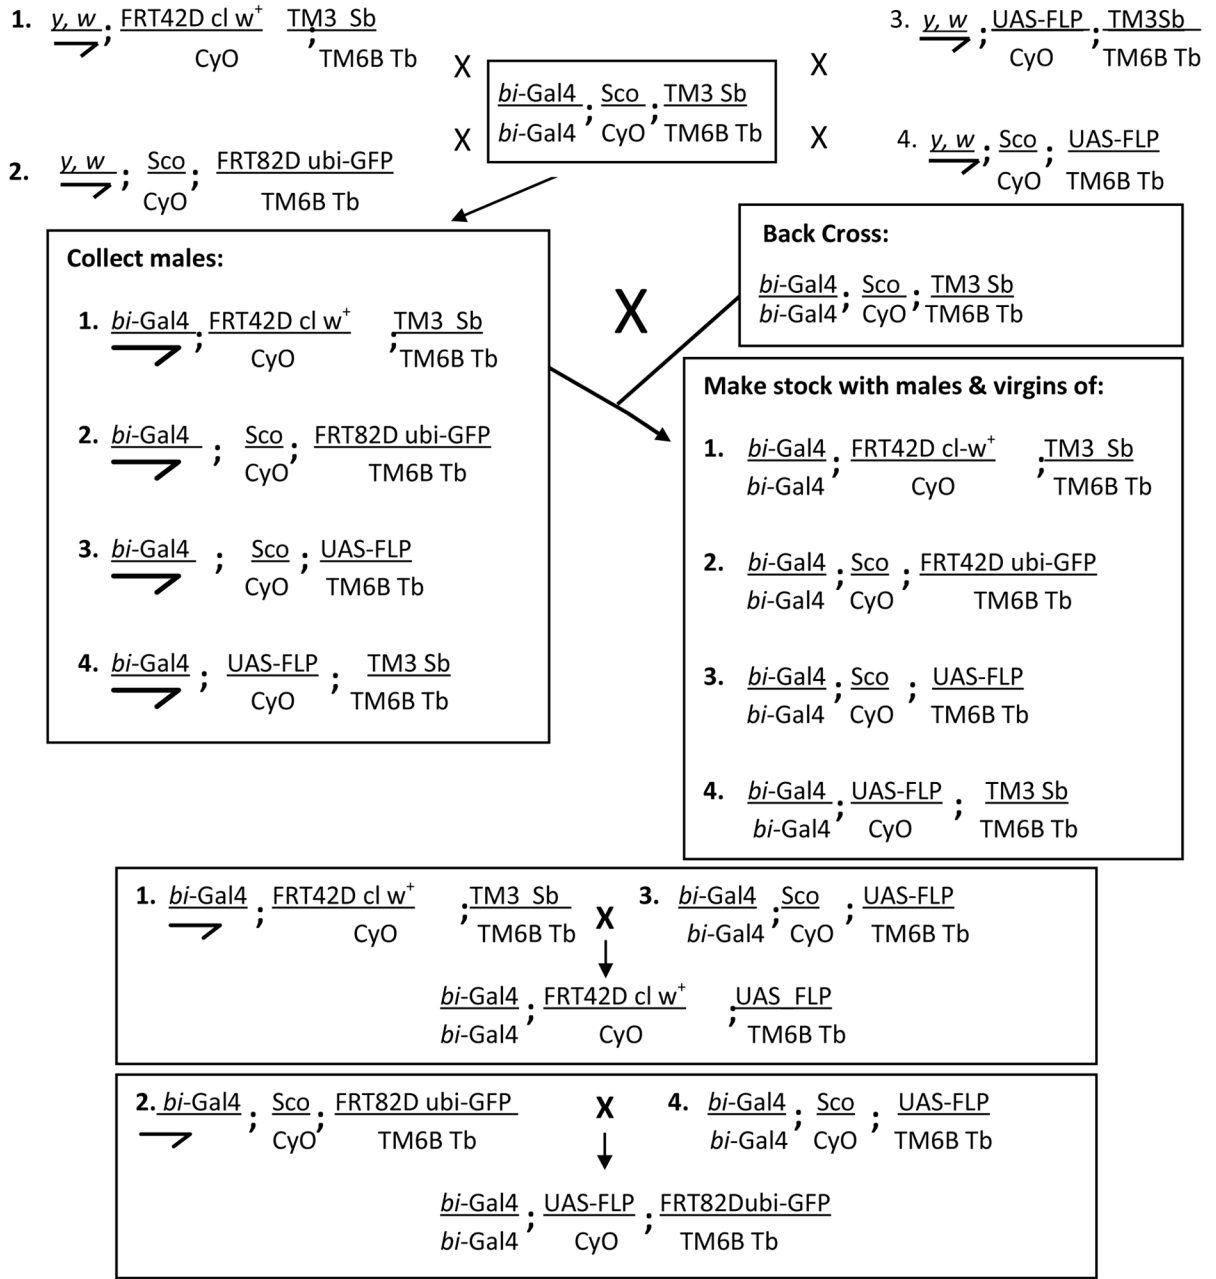 1. y, w ; FRT42D cl w+ ; TM3 Sb
CyO TM6B Tb
X
2. y, w ; Sco ; FRT82D ubi-GFP
CyO TM6B Tb
X
bi-Gal4 ; Sco ; TM3 Sb
bi-Gal4 CyO TM6B Tb
3. y, w ; UAS-FLP ; TM3Sb
CyO TM6B Tb
X
4. y, w ; Sco ; UAS-FLP
CyO TM6B Tb
X
Collect males:
1. bi-Gal4 ; FRT42D cl w+ ; TM3 Sb
CyO TM6B Tb
2. bi-Gal4 ; Sco ; FRT82D ubi-GFP
CyO TM6B Tb
3. bi-Gal4 ; Sco ; UAS-FLP
CyO TM6B Tb
4. bi-Gal4 ; UAS-FLP ; TM3 Sb
CyO TM6B Tb
X
Back Cross:
bi-Gal4 ; Sco ; TM3 Sb
bi-Gal4 CyO TM6B Tb
Make stock with males & virgins of:
1. bi-Gal4 ; FRT42D cl-w+ ; TM3 Sb
bi-Gal4 CyO TM6B Tb
2. bi-Gal4 ; Sco ; FRT42D ubi-GFP
bi-Gal4 CyO TM6B Tb
3. bi-Gal4 ; Sco ; UAS-FLP
bi-Gal4 CyO TM6B Tb
4. bi-Gal4 ; UAS-FLP ; TM3 Sb
bi-Gal4 CyO TM6B Tb
1. bi-Gal4 ; FRT42D cl w+ ; TM3 Sb X 3. bi-Gal4 ; Sco ; UAS-FLP
CyO TM6B Tb bi-Gal4 CyO TM6B Tb
bi-Gal4 ; FRT42D cl w+ ; UAS FLP
bi-Gal4 CyO TM6B Tb
2. bi-Gal4 ; Sco ; FRT82D ubi-GFP X 4. bi-Gal4 ; Sco ; UAS-FLP
CyO TM6B Tb bi-Gal4 CyO TM6B Tb
bi-Gal4 ; UAS-FLP ; FRT82Dubi-GFP
bi-Gal4 CyO TM6B Tb